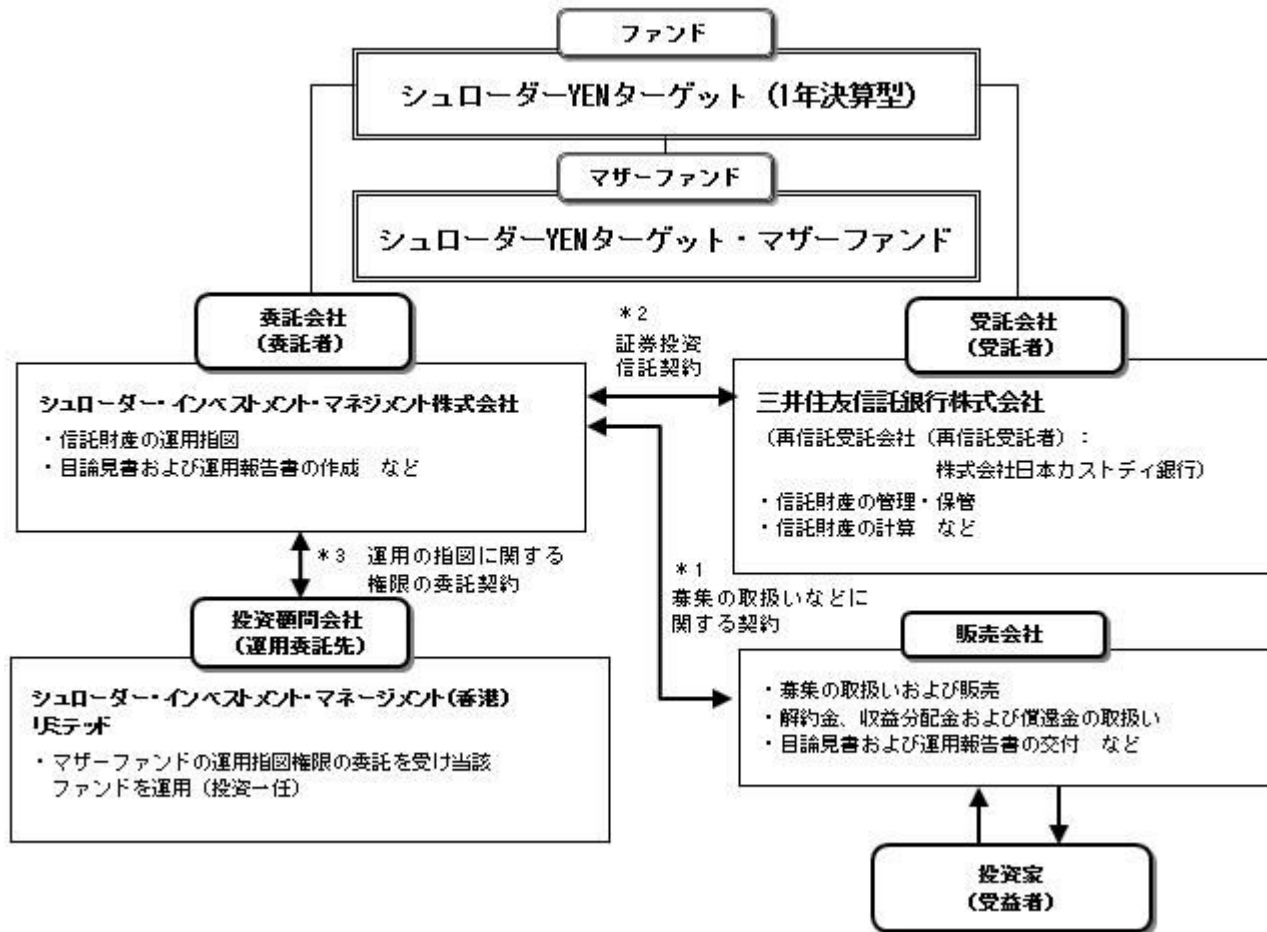 ファンド
シュローダーYENターゲット(1年決算型)
マザーファンド
シュローダーYENターゲット・マザーファンド
委託会社
(委託者)
シュローダー・インベストメント・マネジメント株式会社
・信託財産の運用指図
・目論見書および運用報告書の作成 など
*2
証券投資
信託契約
受託会社
(受託者)
三井住友信託銀行株式会社
(再信託受託会社(再信託受託者):
株式会社日本カストディ銀行)
・信託財産の管理・保管
・信託財産の計算 など
*3 運用の指図に関する
権限の委託契約
*1
募集の取扱いなどに
関する契約
投資顧問会社
(運用委託先)
シュローダー・インベストメント・マネージメント(香港)
リミテッド
・マザーファンドの運用指図権限の委託を受け当該
ファンドを運用(投資一任)
販売会社
・募集の取扱いおよび販売
・解約金、収益分配金および償還金の取扱い
・目論見書および運用報告書の交付 など
投資家
(受益者)